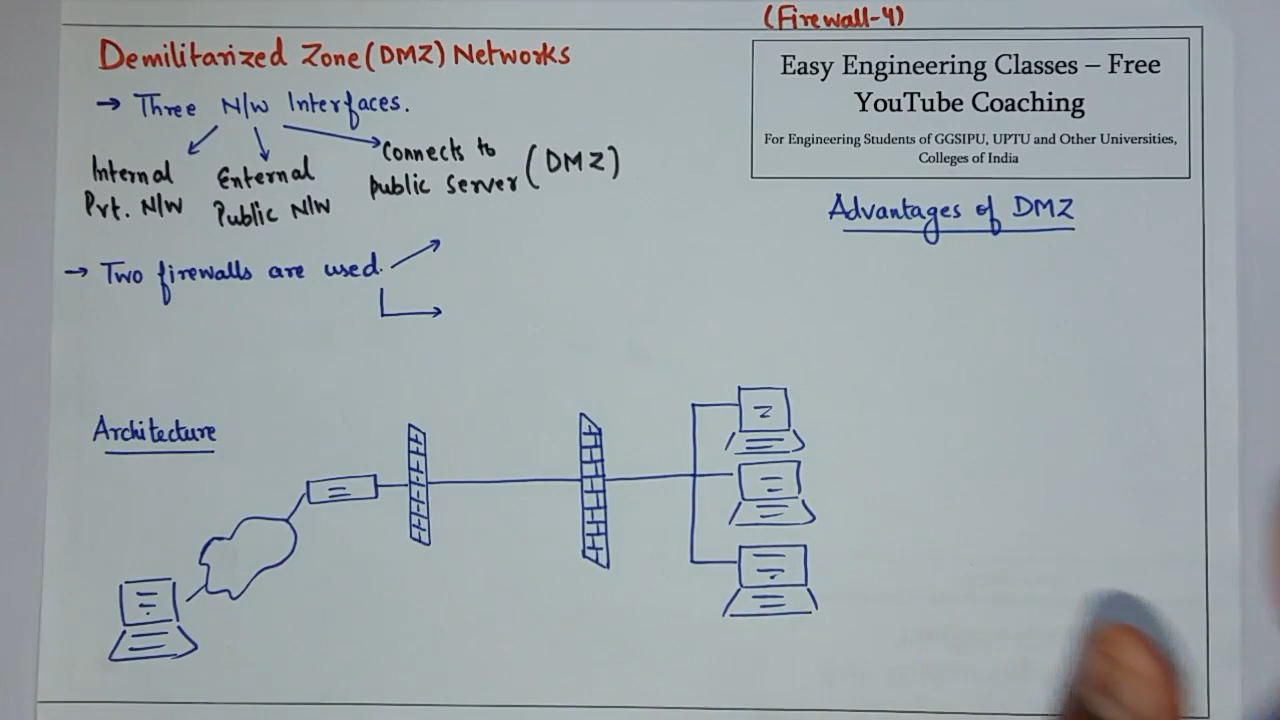 (Firewall-4)
Demilitarized Zone (DMZ) Networks
→ Three N/W Interfaces.
Internal
Pvt. N/W
External
Public N/W
Connects to
public server (DMZ)
→ Two firewalls are used.
Architecture
Easy Engineering Classes – Free
YouTube Coaching
For Engineering Students of GGSIPU, UPTU and Other Universities,
Colleges of India
Advantages of DMZ